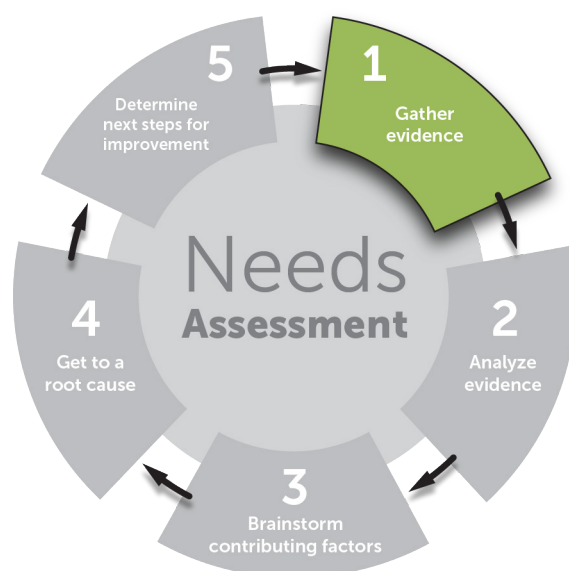 Needs
Assessment
1
Gather
evidence
2
Analyze
evidence
3
Brainstorm
contributing factors
4
Get to a
root cause
5
Determine
next steps for
improvement